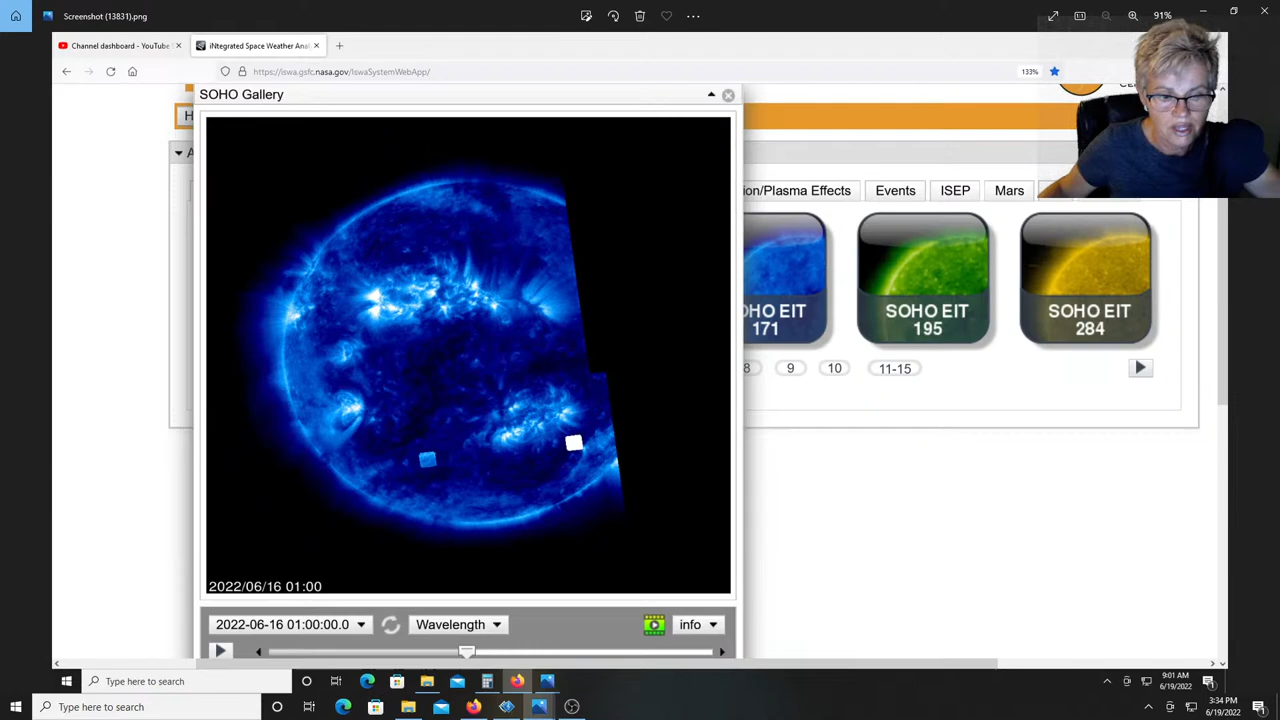 Screenshot (13831).png
91%
Channel dashboard - YouTube
iNtegrated Space Weather Ana
https://iswa.gsfc.nasa.gov/IswaSystemWebApp/
133%
SOHO Gallery
H
A
ion/Plasma Effects
Events
ISEP
Mars
SOHO EIT
171
SOHO EIT
195
SOHO EIT
284
8
9
10
11-15
2022/06/16 01:00
2022-06-16 01:00:00.0
Wavelength
info
Type here to search
9:01 AM
6/19/2022
1
Type here to search
3:34 PM
6/19/2022
1